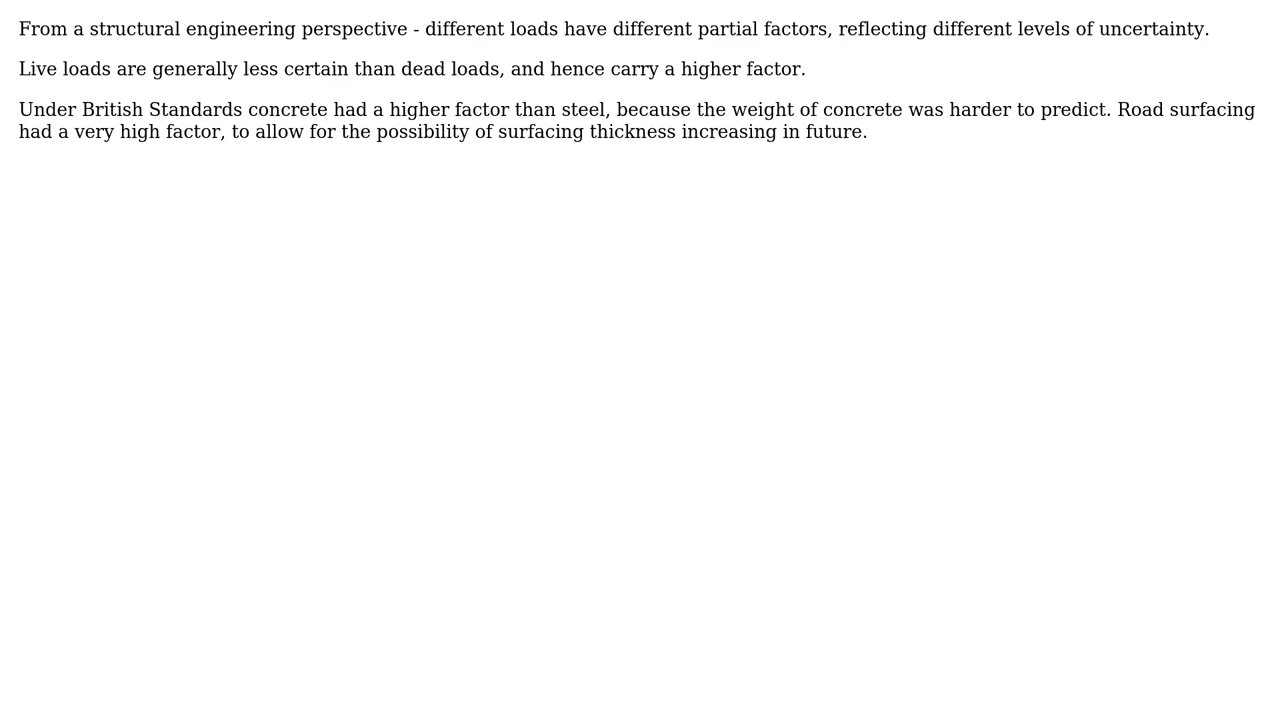 From a structural engineering perspective - different loads have different partial factors, reflecting different levels of uncertainty.
Live loads are generally less certain than dead loads, and hence carry a higher factor.
Under British Standards concrete had a higher factor than steel, because the weight of concrete was harder to predict. Road surfacing
had a very high factor, to allow for the possibility of surfacing thickness increasing in future.